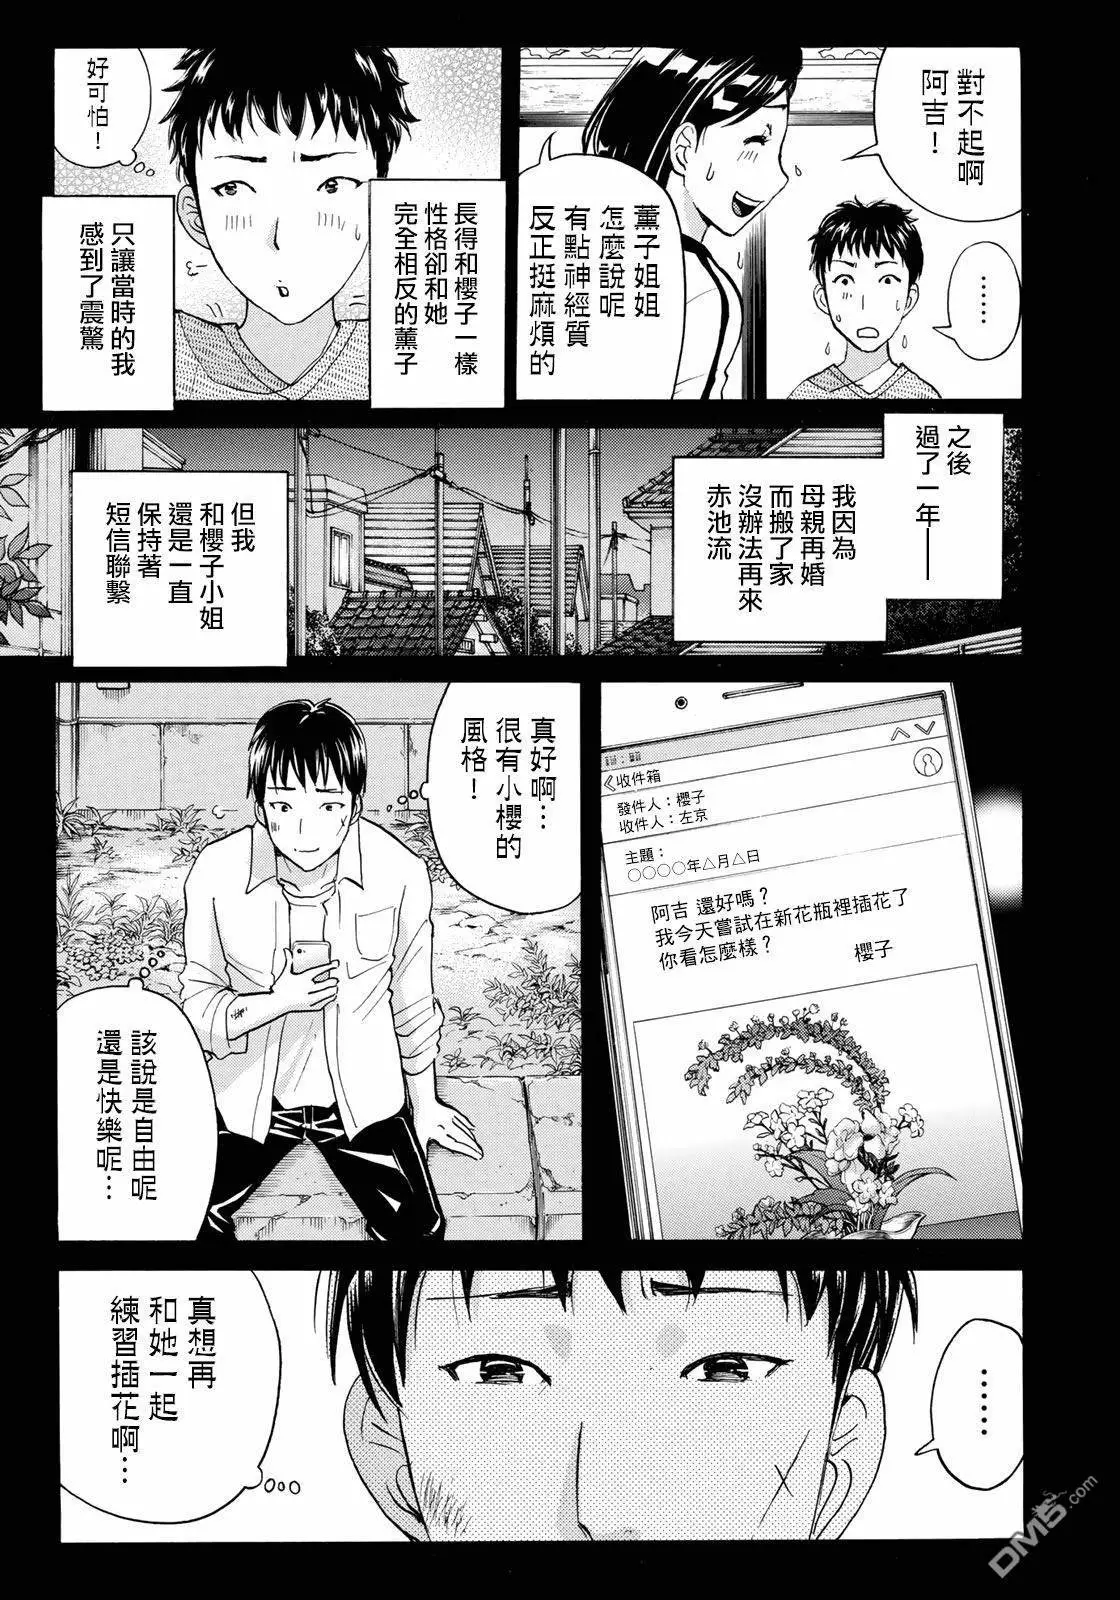 對不起啊
阿吉！
……
薰子姐姐
怎麼說呢
有點神經質
反正挺麻煩的
好可怕！
長得和櫻子一樣
性格卻和她
完全相反的薰子
只讓當時的我
感到了震驚
之後
過了一年——
我因為
母親再婚
而搬了家
沒辦法再來
赤池流
但我
和櫻子小姐
還是一直
保持著
短信聯繫
收件箱
發件人：櫻子
收件人：左京
主題：
○○○○年△月△日
阿吉 還好嗎？
我今天嘗試在新花瓶裡插花了
你看怎麼樣？
櫻子
真好啊…
很有小櫻的
風格！
該說是自由呢
還是快樂呢…
……
真想再
和她一起
練習插花啊…
DM5.com